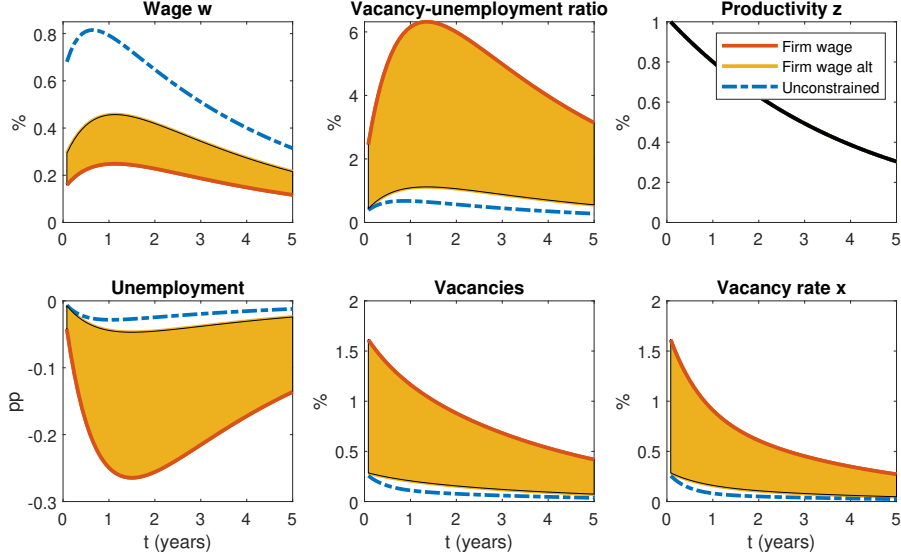 Wage w
Vacancy-unemployment ratio
Productivity z
0.8
0.6
0.4
0.2
0
%
0 1 2 3 4 5
6
4
2
0
%
0 1 2 3 4 5
1
0.8
0.6
0.4
0.2
0
%
0 1 2 3 4 5
Firm wage
Firm wage alt
Unconstrained
Unemployment
Vacancies
Vacancy rate x
0
-0.1
-0.2
-0.3
pp
0 1 2 3 4 5
t (years)
2
1.5
1
0.5
0
%
0 1 2 3 4 5
t (years)
2
1.5
1
0.5
0
%
0 1 2 3 4 5
t (years)